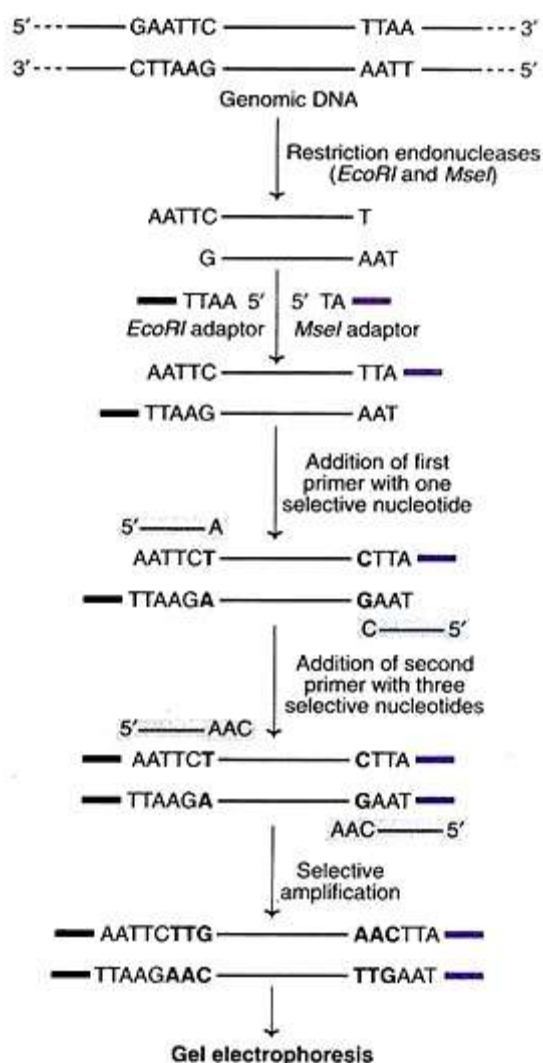 5′ GAATTC TTAA 3′
3′ CTTAAG AATT 5′
Genomic DNA
Restriction endonucleases
(EcoRI and MseI)
AATTC T
G AAT
TTAA 5′ 5′ TA
EcoRI adaptor MseI adaptor
AATTC TTA
TTAAG AAT
Addition of first
primer with one
selective nucleotide
5′ A
AATTCT CTTA
TTAAGA GAAT
C 5′
Addition of second
primer with three
selective nucleotides
5′ AAC
AATTCT CTTA
TTAAGA GAAT
AAC 5′
Selective
amplification
AATTCTTG AACTTA
TTAAGAAC TTGAAT
Gel electrophoresis